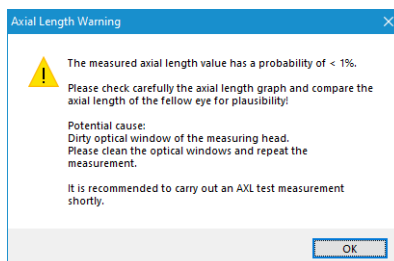 Axial Length Warning
The measured axial length value has a probability of < 1%.
Please check carefully the axial length graph and compare the
axial length of the fellow eye for plausibility!
Potential cause:
Dirty optical window of the measuring head.
Please clean the optical windows and repeat the
measurement.
It is recommended to carry out an AXL test measurement
shortly.
OK